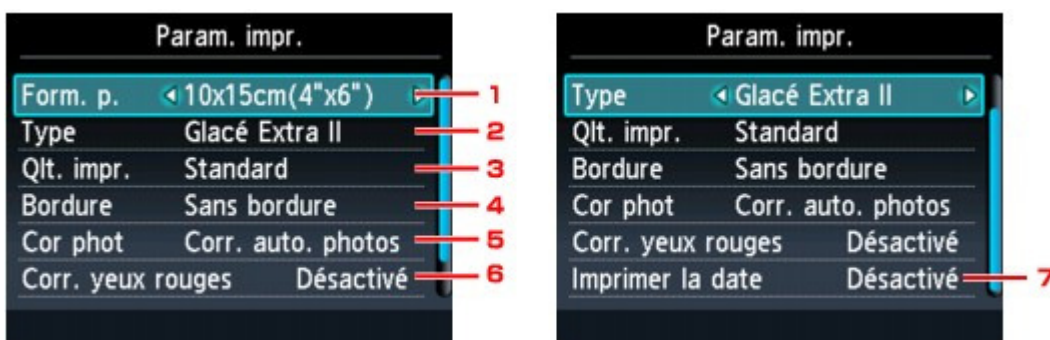 Param. impr.
Form. p. 10x15cm(4"x6") 1
Type Glacé Extra II 2
Qlt. impr. Standard 3
Bordure Sans bordure 4
Cor phot Corr. auto. photos 5
Corr. yeux rouges Désactivé 6
Param. impr.
Type Glacé Extra II
Qlt. impr. Standard
Bordure Sans bordure
Cor phot Corr. auto. photos
Corr. yeux rouges Désactivé
Imprimer la date Désactivé 7